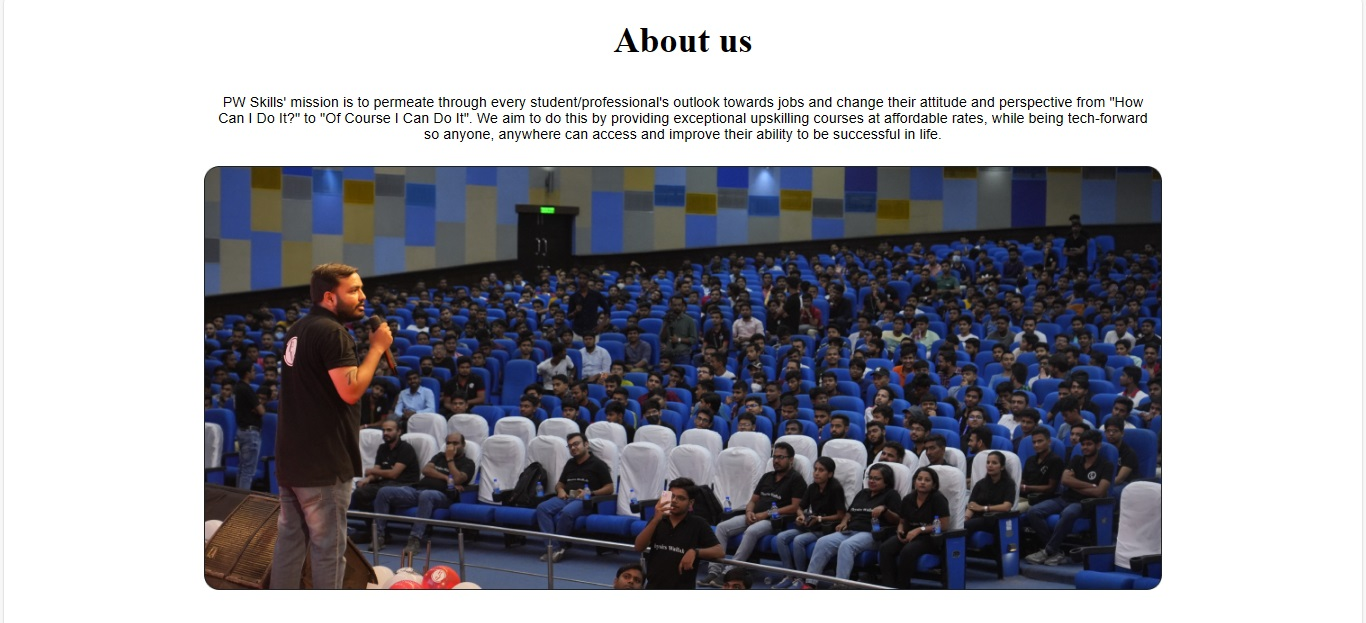 About us
PW Skills' mission is to permeate through every student/professional's outlook towards jobs and change their attitude and perspective from "How
Can I Do It?" to "Of Course I Can Do It". We aim to do this by providing exceptional upskilling courses at affordable rates, while being tech-forward
so anyone, anywhere can access and improve their ability to be successful in life.